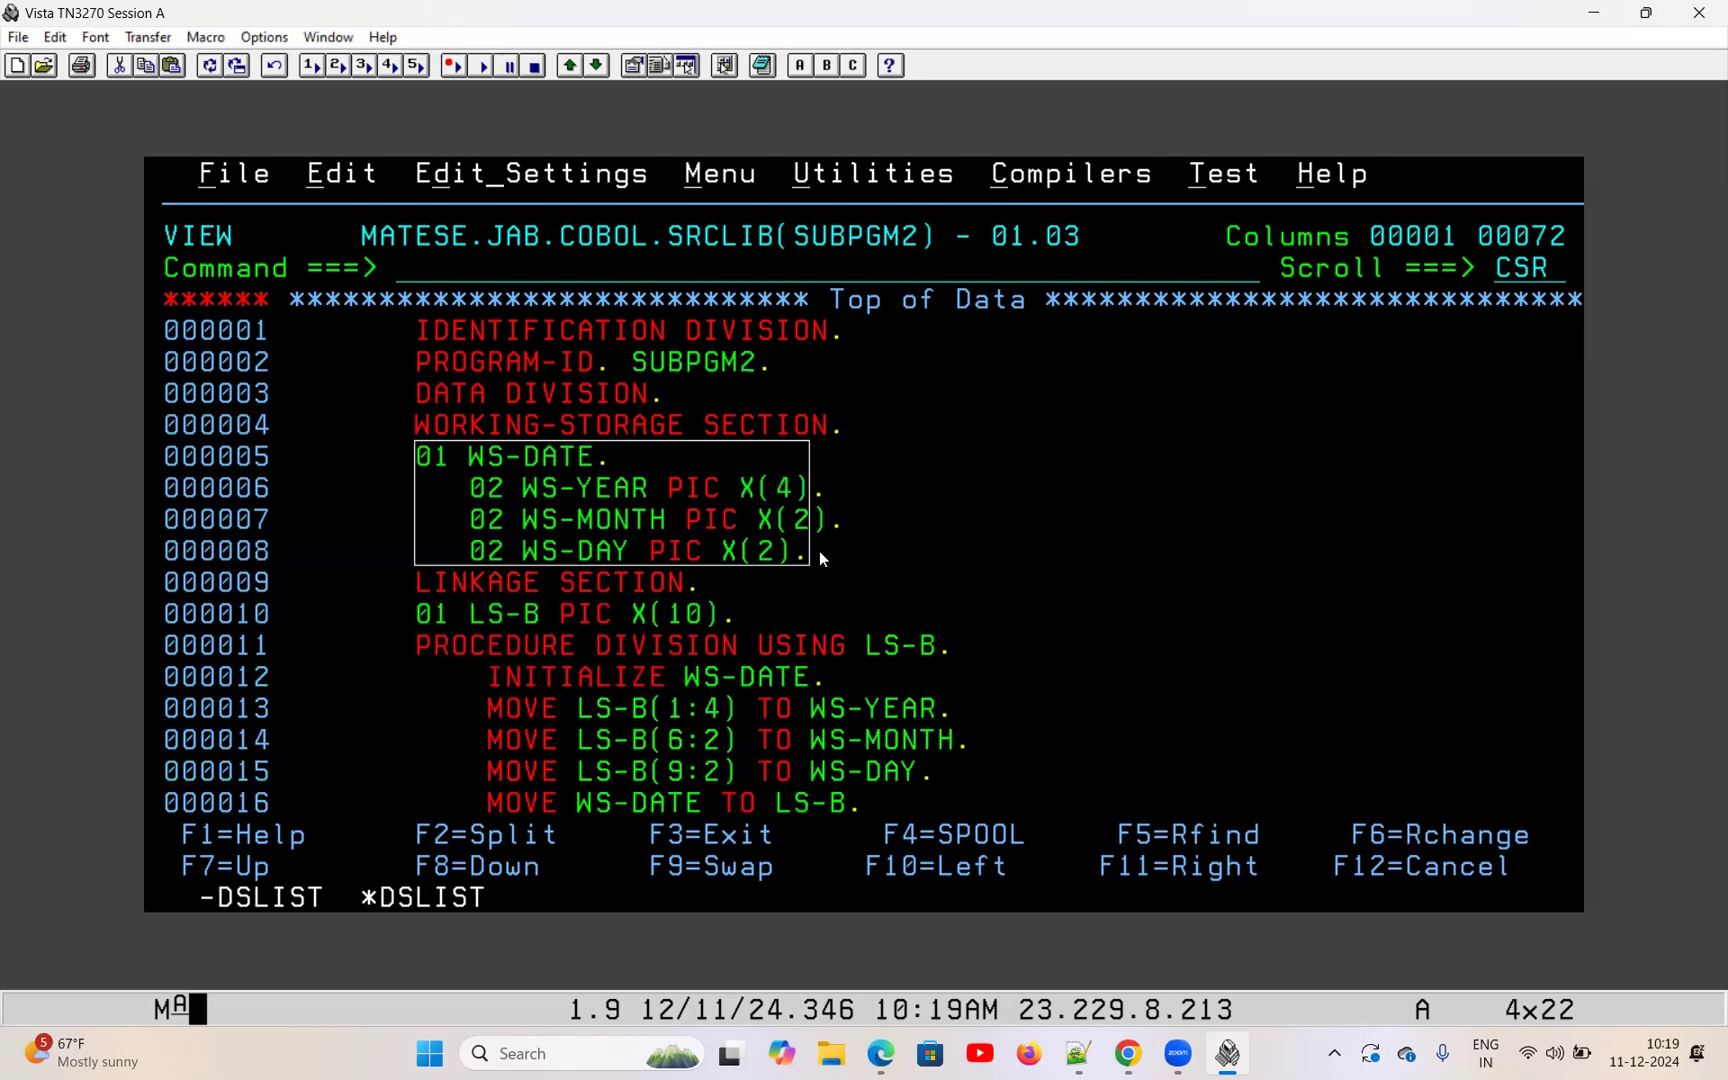 Vista TN3270 Session A
File Edit Font Transfer Macro Options Window Help
1 2 3 4 5 A B C ?
File Edit Edit_Settings Menu Utilities Compilers Test Help
VIEW MATESE.JAB.COBOL.SRCLIB(SUBPGM2) - 01.03 Columns 00001 00072
Command ===> Scroll ===> CSR
****** ***************************** Top of Data ******************************
000001 IDENTIFICATION DIVISION.
000002 PROGRAM-ID. SUBPGM2.
000003 DATA DIVISION.
000004 WORKING-STORAGE SECTION.
000005 01 WS-DATE.
000006 02 WS-YEAR PIC X(4).
000007 02 WS-MONTH PIC X(2).
000008 02 WS-DAY PIC X(2).
000009 LINKAGE SECTION.
000010 01 LS-B PIC X(10).
000011 PROCEDURE DIVISION USING LS-B.
000012 INITIALIZE WS-DATE.
000013 MOVE LS-B(1:4) TO WS-YEAR.
000014 MOVE LS-B(6:2) TO WS-MONTH.
000015 MOVE LS-B(9:2) TO WS-DAY.
000016 MOVE WS-DATE TO LS-B.
F1=Help F2=Split F3=Exit F4=SPOOL F5=Rfind F6=Rchange
F7=Up F8=Down F9=Swap F10=Left F11=Right F12=Cancel
-DSLIST *DSLIST
MA 1.9 12/11/24.346 10:19AM 23.229.8.213 A 4x22
5 67°F
Mostly sunny
Search
zoom
ENG
IN
10:19
11-12-2024